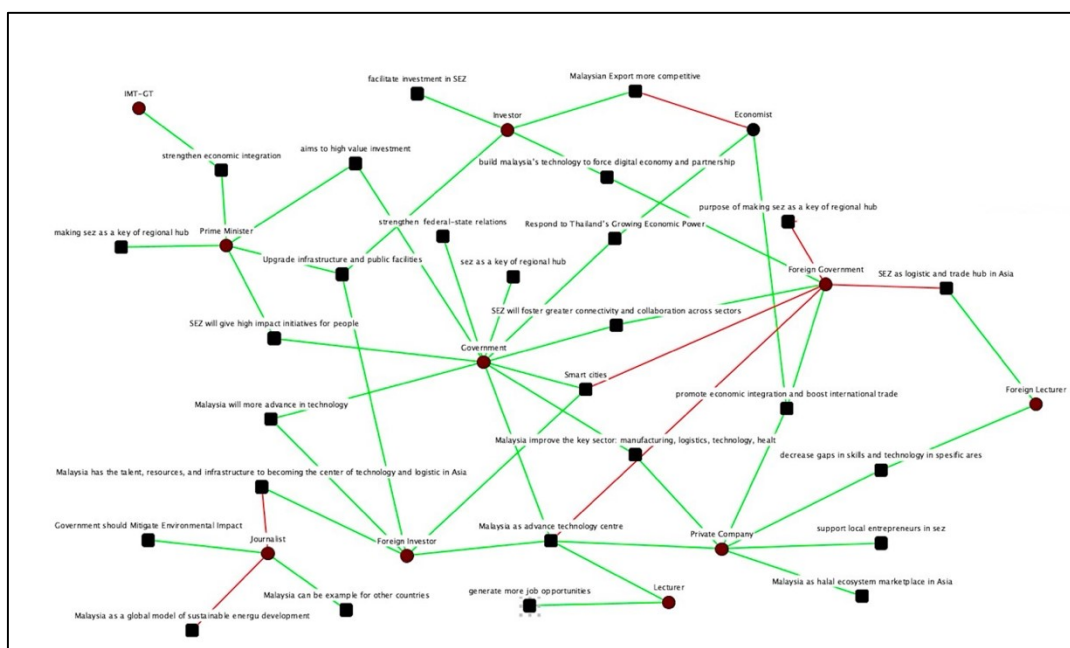 facilitate investment in SEZ
Malaysian Export more competitive
IMT-GT
Investor
Economist
strengthen economic integration
aims to high value investment
build malaysia's technology to force digital economy and partnership
purpose of making sez as a key of regional hub
strengthen federal-state relations
Respond to Thailand's Growing Economic Power
making sez as a key of regional hub
Prime Minister
Upgrade infrastructure and public facilities
sez as a key of regional hub
Foreign Government
SEZ as logistic and trade hub in Asia
SEZ will give high impact initiatives for people
SEZ will foster greater connectivity and collaboration across sectors
Government
Smart cities
Foreign Lecturer
Malaysia will more advance in technology
promote economic integration and boost international trade
Malaysia improve the key sector: manufacturing, logistics, technology, healt
decrease gaps in skills and technology in spesific ares
Malaysia has the talent, resources, and infrastructure to becoming the center of technology and logistic in Asia
Government should Mitigate Environmental Impact
Journalist
Foreign Investor
Malaysia as advance technology centre
Private Company
support local entrepreneurs in sez
Malaysia can be example for other countries
generate more job opportunities
Lecturer
Malaysia as halal ecosystem marketplace in Asia
Malaysia as a global model of sustainable energu development